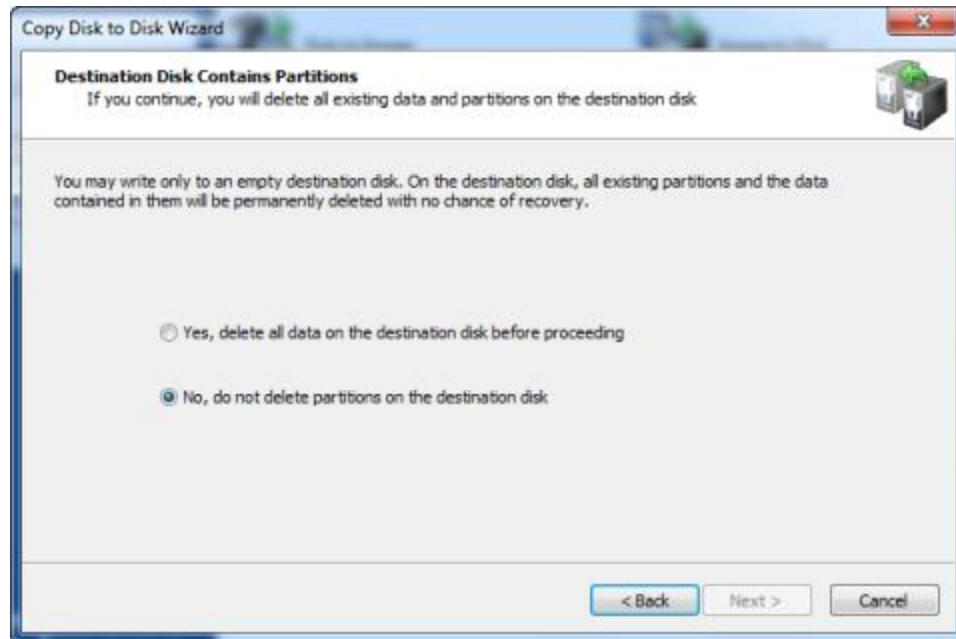 Copy Disk to Disk Wizard
Destination Disk Contains Partitions
If you continue, you will delete all existing data and partitions on the destination disk
You may write only to an empty destination disk. On the destination disk, all existing partitions and the data
contained in them will be permanently deleted with no chance of recovery.
Yes, delete all data on the destination disk before proceeding
No, do not delete partitions on the destination disk
< Back Next > Cancel